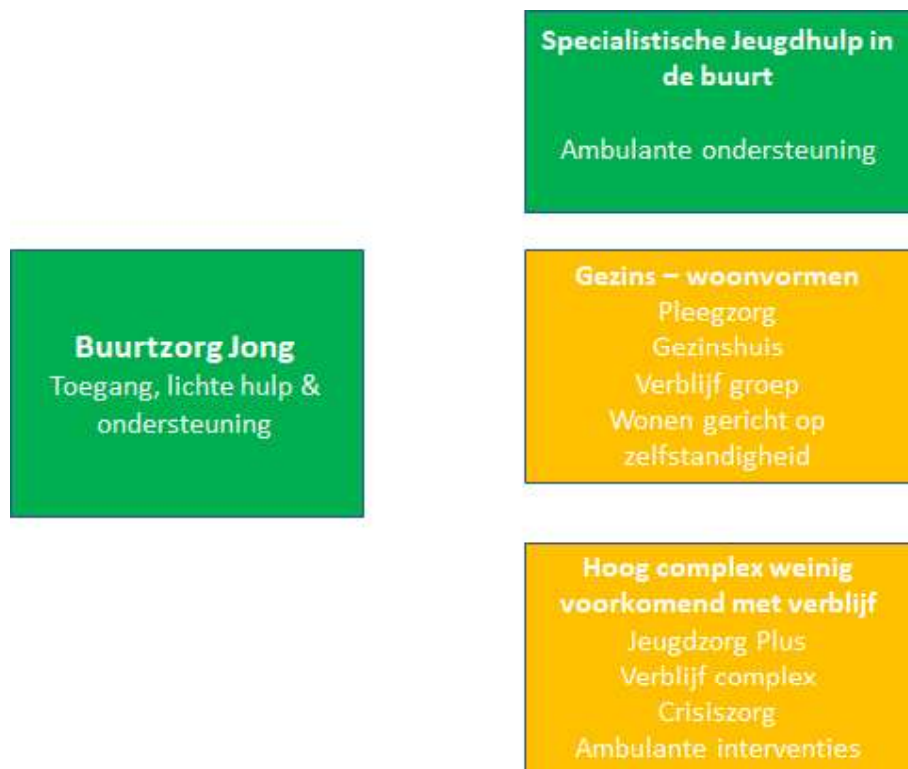 Specialistische Jeugdhulp in
de buurt
Ambulante ondersteuning
Buurtzorg Jong
Toegang, lichte hulp &
ondersteuning
Gezins – woonvormen
Pleegzorg
Gezinshuis
Verblijf groep
Wonen gericht op
zelfstandigheid
Hoog complex weinig
voorkomend met verblijf
Jeugdzorg Plus
Verblijf complex
Crisiszorg
Ambulante interventies